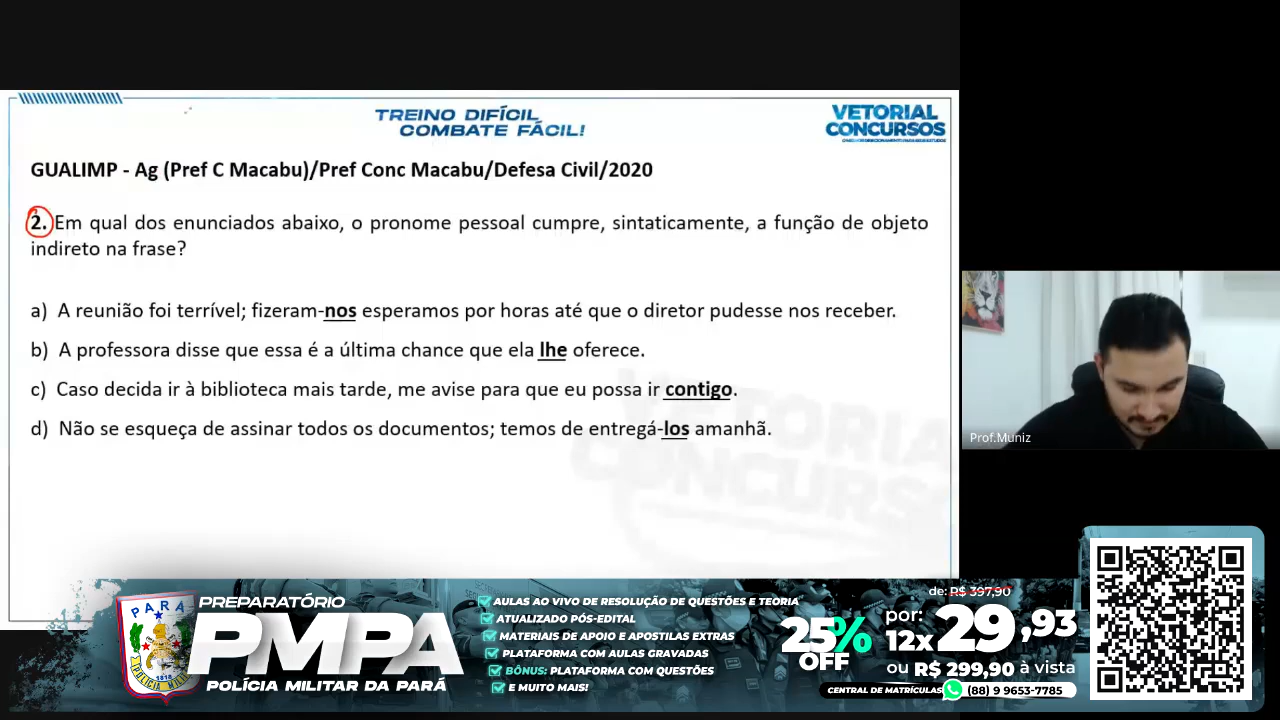 TREINO DIFÍCIL
COMBATE FÁCIL!
VETORIAL
CONCURSOS
GUALIMP - Ag (Pref C Macabu)/Pref Conc Macabu/Defesa Civil/2020
2. Em qual dos enunciados abaixo, o pronome pessoal cumpre, sintaticamente, a função de objeto
indireto na frase?
a) A reunião foi terrível; fizeram-nos esperamos por horas até que o diretor pudesse nos receber.
b) A professora disse que essa é a última chance que ela lhe oferece.
c) Caso decida ir à biblioteca mais tarde, me avise para que eu possa ir contigo.
d) Não se esqueça de assinar todos os documentos; temos de entregá-los amanhã.
VETORIAL
CONCURSOS
Prof.Muniz
PARÁ
1818
PREPARATÓRIO
PMPA
POLÍCIA MILITAR DA PARÁ
AULAS AO VIVO DE RESOLUÇÃO DE QUESTÕES E TEORIA
ATUALIZADO PÓS-EDITAL
MATERIAIS DE APOIO E APOSTILAS EXTRAS
PLATAFORMA COM AULAS GRAVADAS
BÔNUS: PLATAFORMA COM QUESTÕES
E MUITO MAIS!
25%
OFF
de: R$ 397,90
por:
12x 29,93
ou R$ 299,90 à vista
CENTRAL DE MATRÍCULAS (88) 9 9653-7785